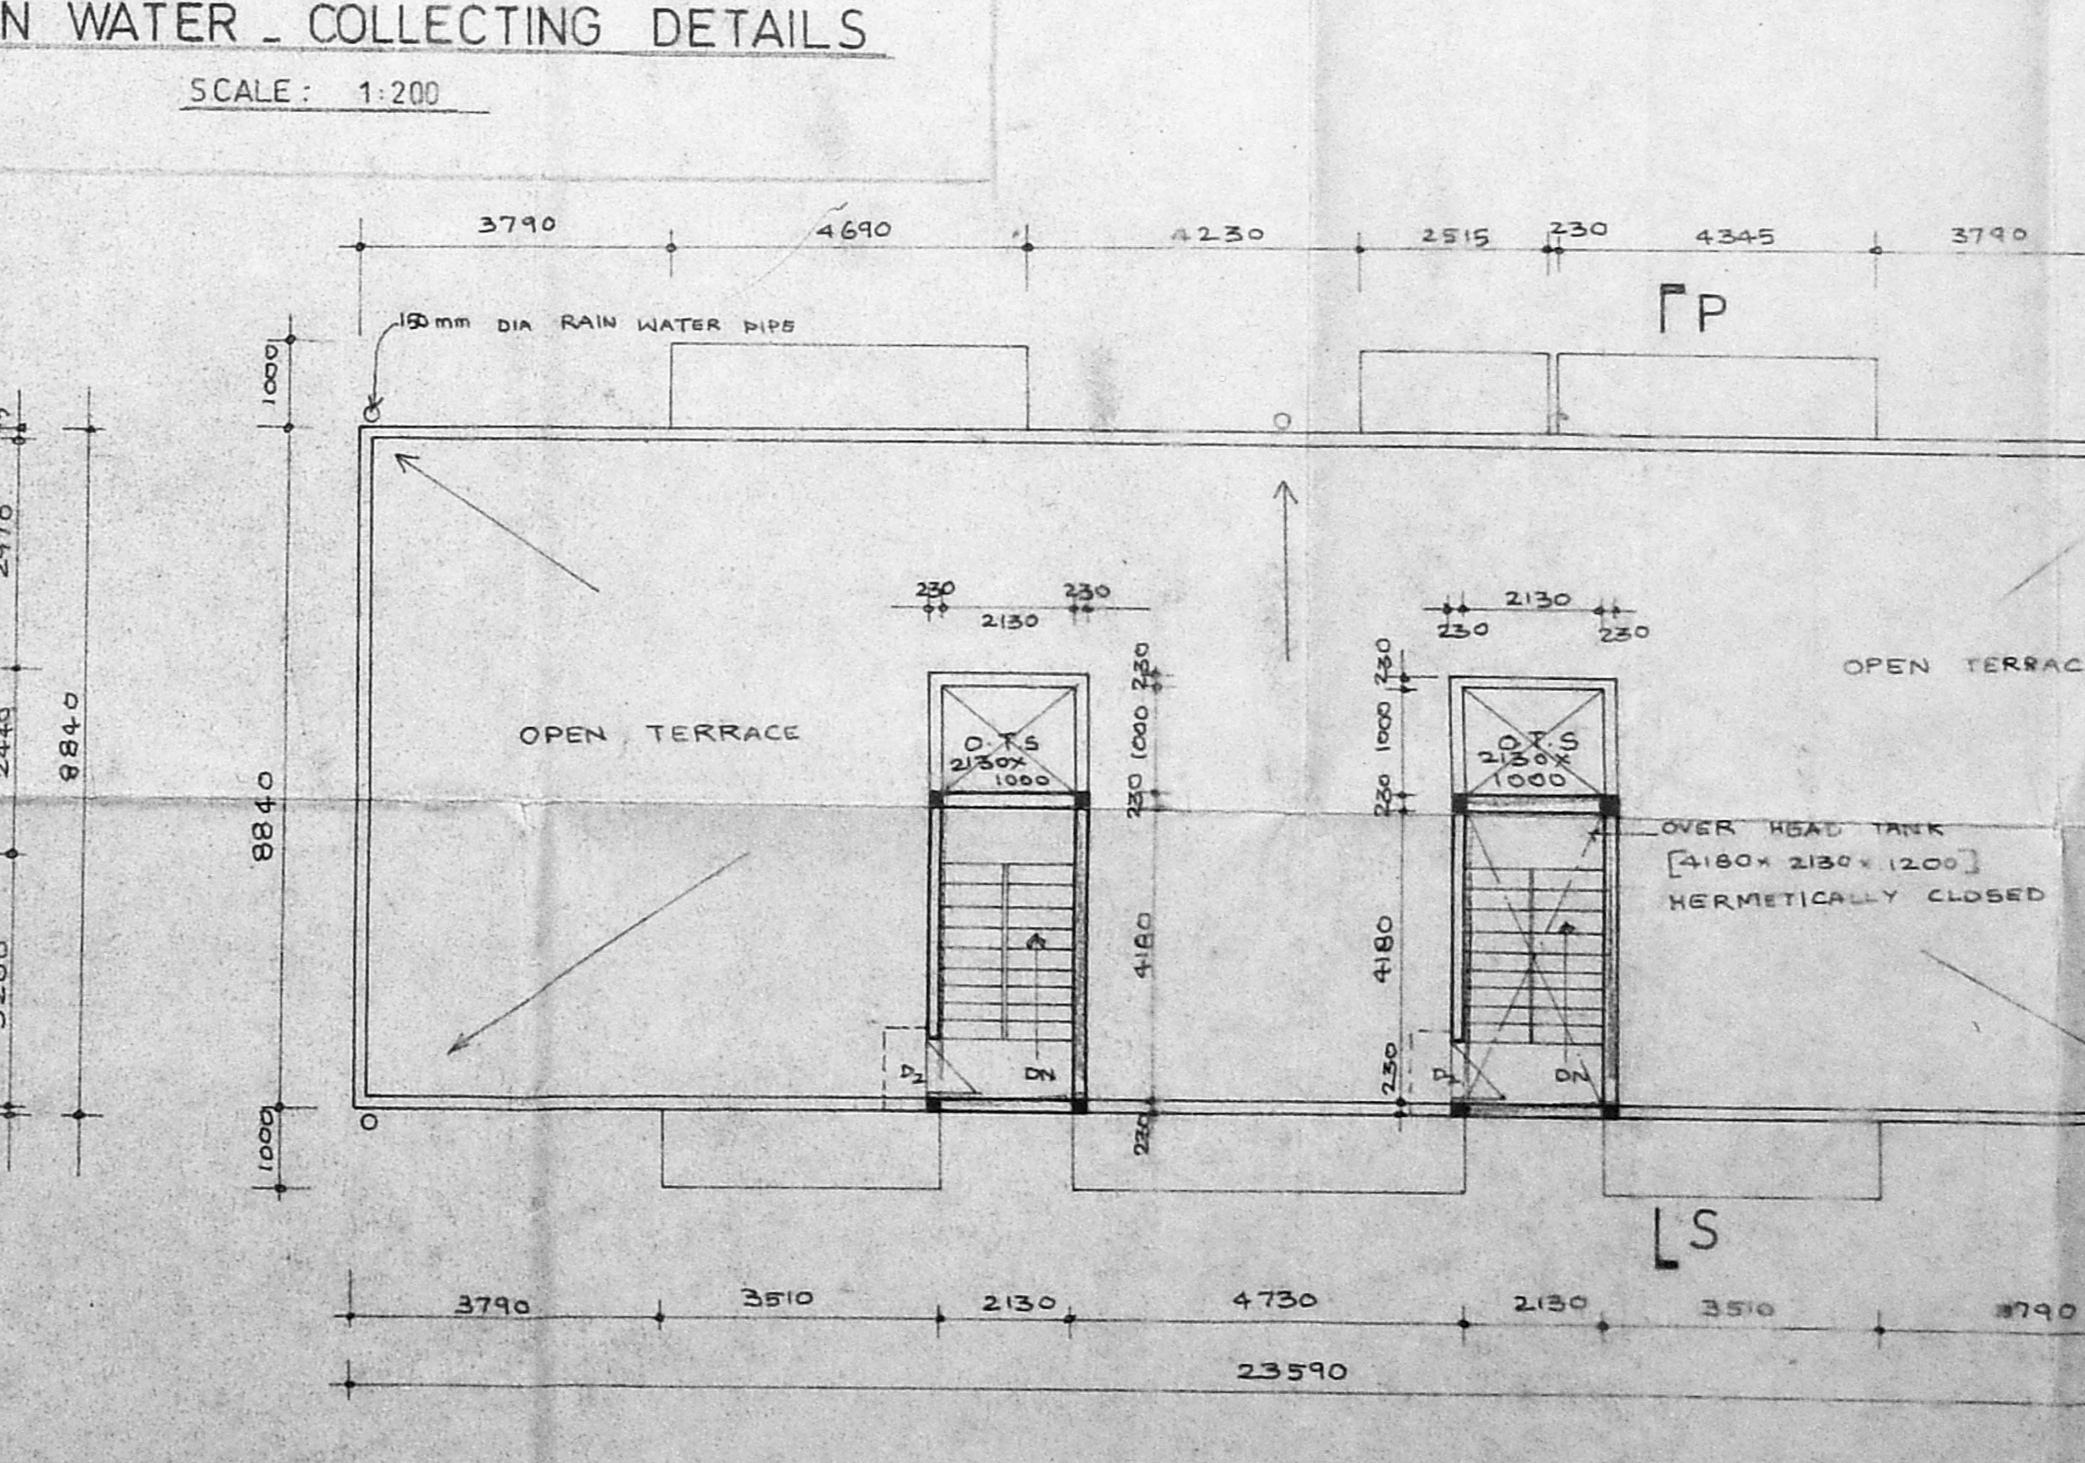 N WATER - COLLECTING DETAILS
SCALE: 1:200
3790
4690
4230
2515
230
4345
3790
P
150mm DIA RAIN WATER PIPE
1000
230
2130
230
2130
230
230
230
1000
230
4180
230
230
1000
230
4180
230
2440
8840
8840
1000
OPEN TERRACE
OPEN TERRAC
O.T.S
2130x
1000
O.T.S
2130x
1000
OVER HEAD TANK
[4180x 2130x 1200]
HERMETICALLY CLOSED
D2
DN
D2
DN
S
3790
3510
2130
4730
2130
3510
3790
23590